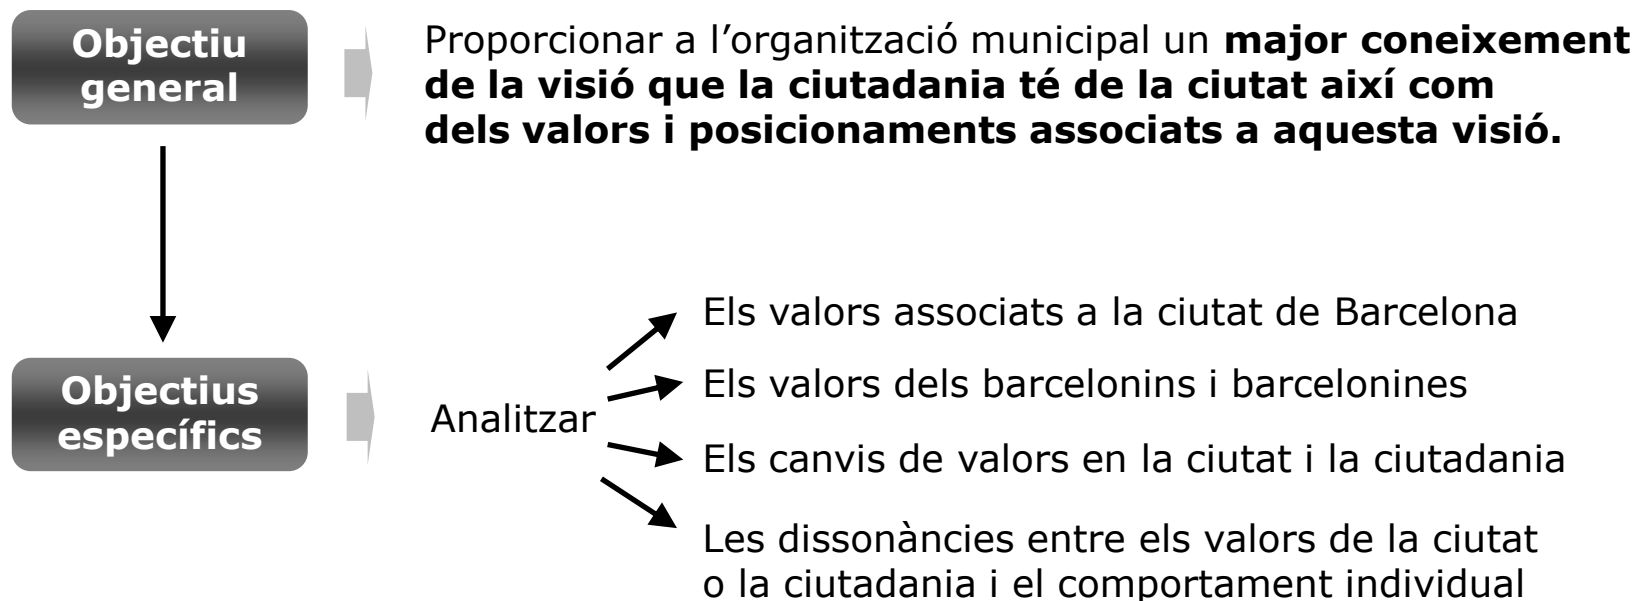 Objectiu
general
Proporcionar a l’organització municipal un major coneixement
de la visió que la ciutadania té de la ciutat així com
dels valors i posicionaments associats a aquesta visió.
Objectius
específics
Analitzar
Els valors associats a la ciutat de Barcelona
Els valors dels barcelonins i barcelonines
Els canvis de valors en la ciutat i la ciutadania
Les dissonàncies entre els valors de la ciutat
o la ciutadania i el comportament individual